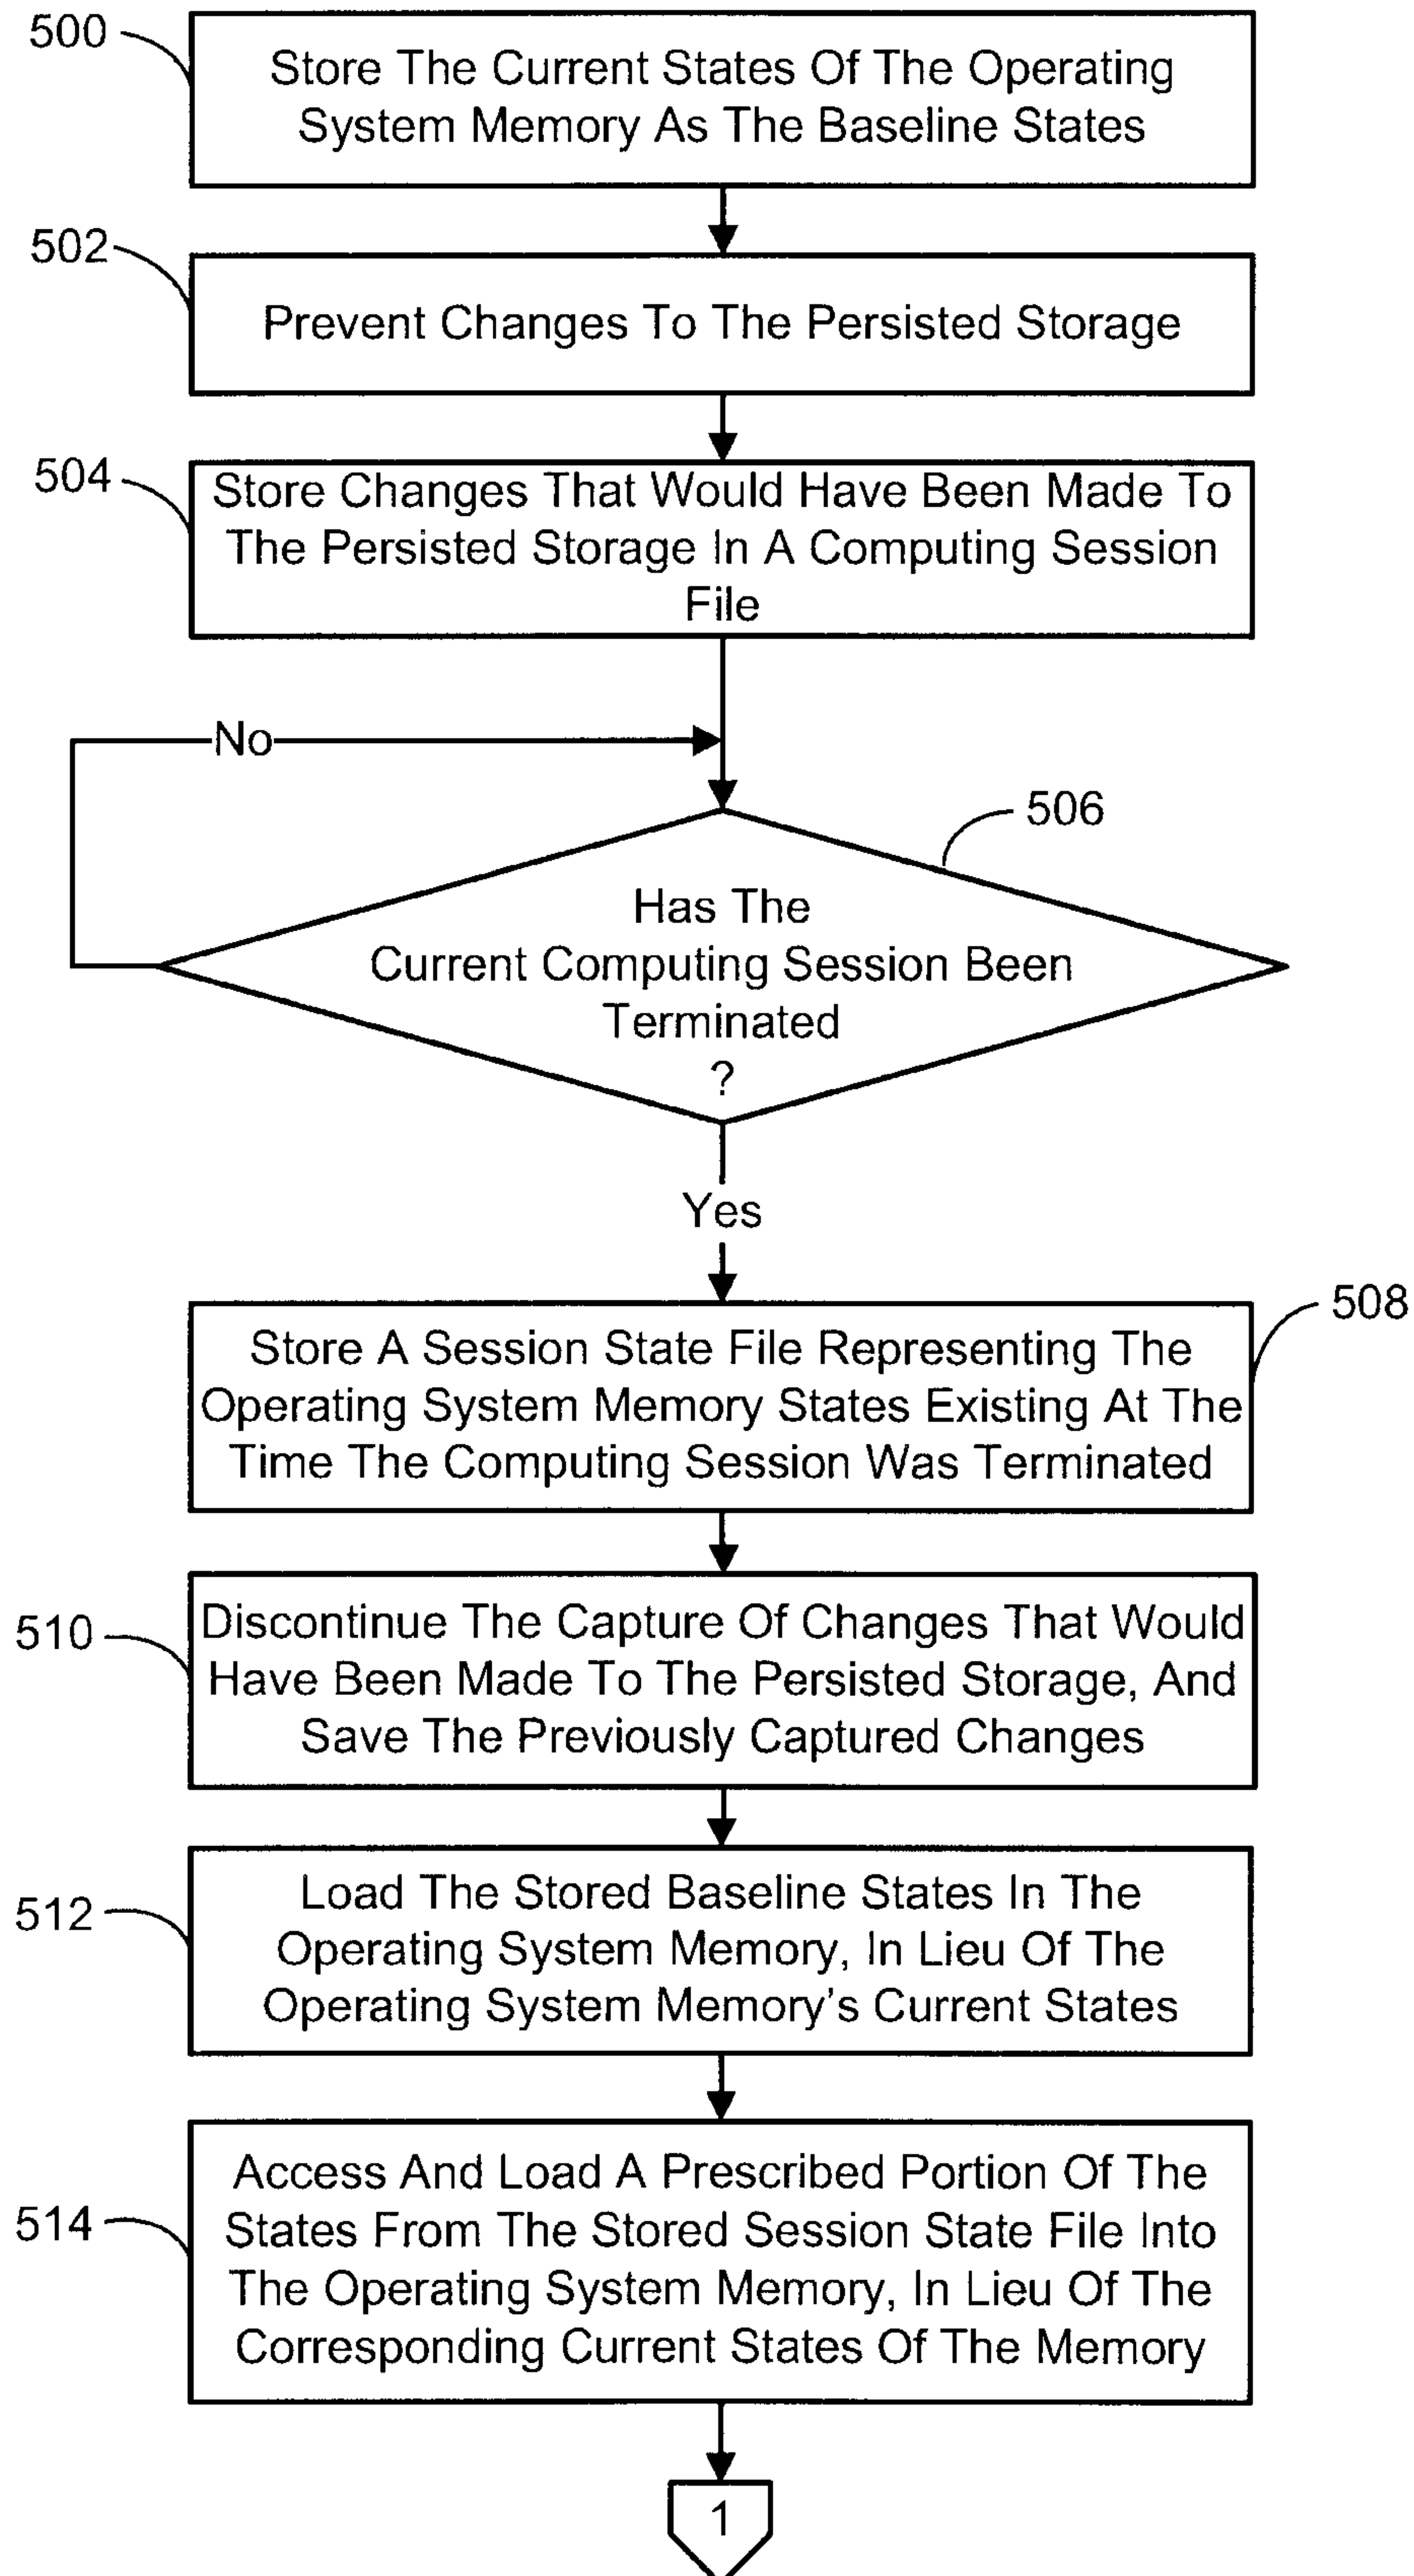 500
Store The Current States Of The Operating
System Memory As The Baseline States
502
Prevent Changes To The Persisted Storage
504
Store Changes That Would Have Been Made To
The Persisted Storage In A Computing Session
File
No
506
Has The
Current Computing Session Been
Terminated
?
Yes
508
Store A Session State File Representing The
Operating System Memory States Existing At The
Time The Computing Session Was Terminated
510
Discontinue The Capture Of Changes That Would
Have Been Made To The Persisted Storage, And
Save The Previously Captured Changes
512
Load The Stored Baseline States In The
Operating System Memory, In Lieu Of The
Operating System Memory's Current States
514
Access And Load A Prescribed Portion Of The
States From The Stored Session State File Into
The Operating System Memory, In Lieu Of The
Corresponding Current States Of The Memory
1